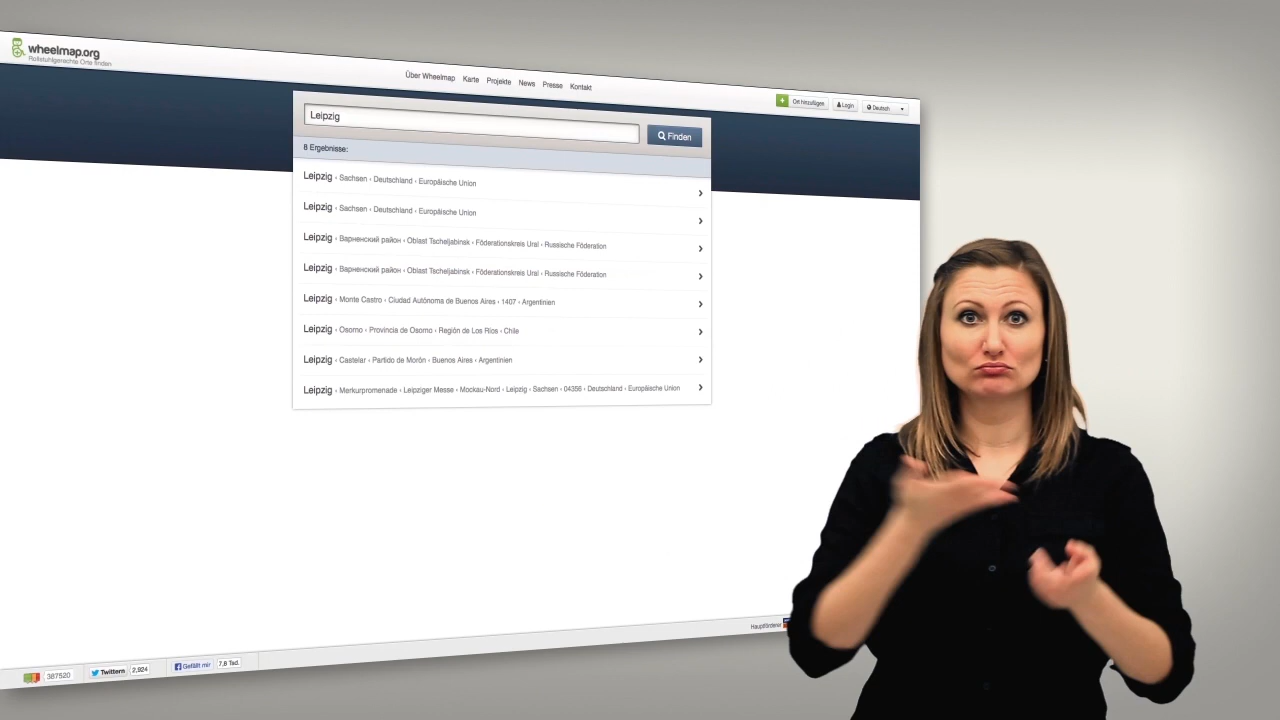 wheelmap.org
Rollstuhlgerechte Orte finden
Über Wheelmap Karte Projekte News Presse Kontakt
+ Ort hinzufügen Login Deutsch
Leipzig
Finden
8 Ergebnisse:
Leipzig › Sachsen › Deutschland › Europäische Union
Leipzig › Sachsen › Deutschland › Europäische Union
Leipzig › Варненский район › Oblast Tscheljabinsk › Föderationskreis Ural › Russische Föderation
Leipzig › Варненский район › Oblast Tscheljabinsk › Föderationskreis Ural › Russische Föderation
Leipzig › Monte Castro › Ciudad Autónoma de Buenos Aires › 1407 › Argentinien
Leipzig › Osorno › Provincia de Osorno › Región de Los Ríos › Chile
Leipzig › Castelar › Partido de Morón › Buenos Aires › Argentinien
Leipzig › Merkurpromenade › Leipziger Messe › Mockau-Nord › Leipzig › Sachsen › 04356 › Deutschland › Europäische Union
Hauptförderer
387520 Twittern 2,924 Gefällt mir 7,8 Tsd.